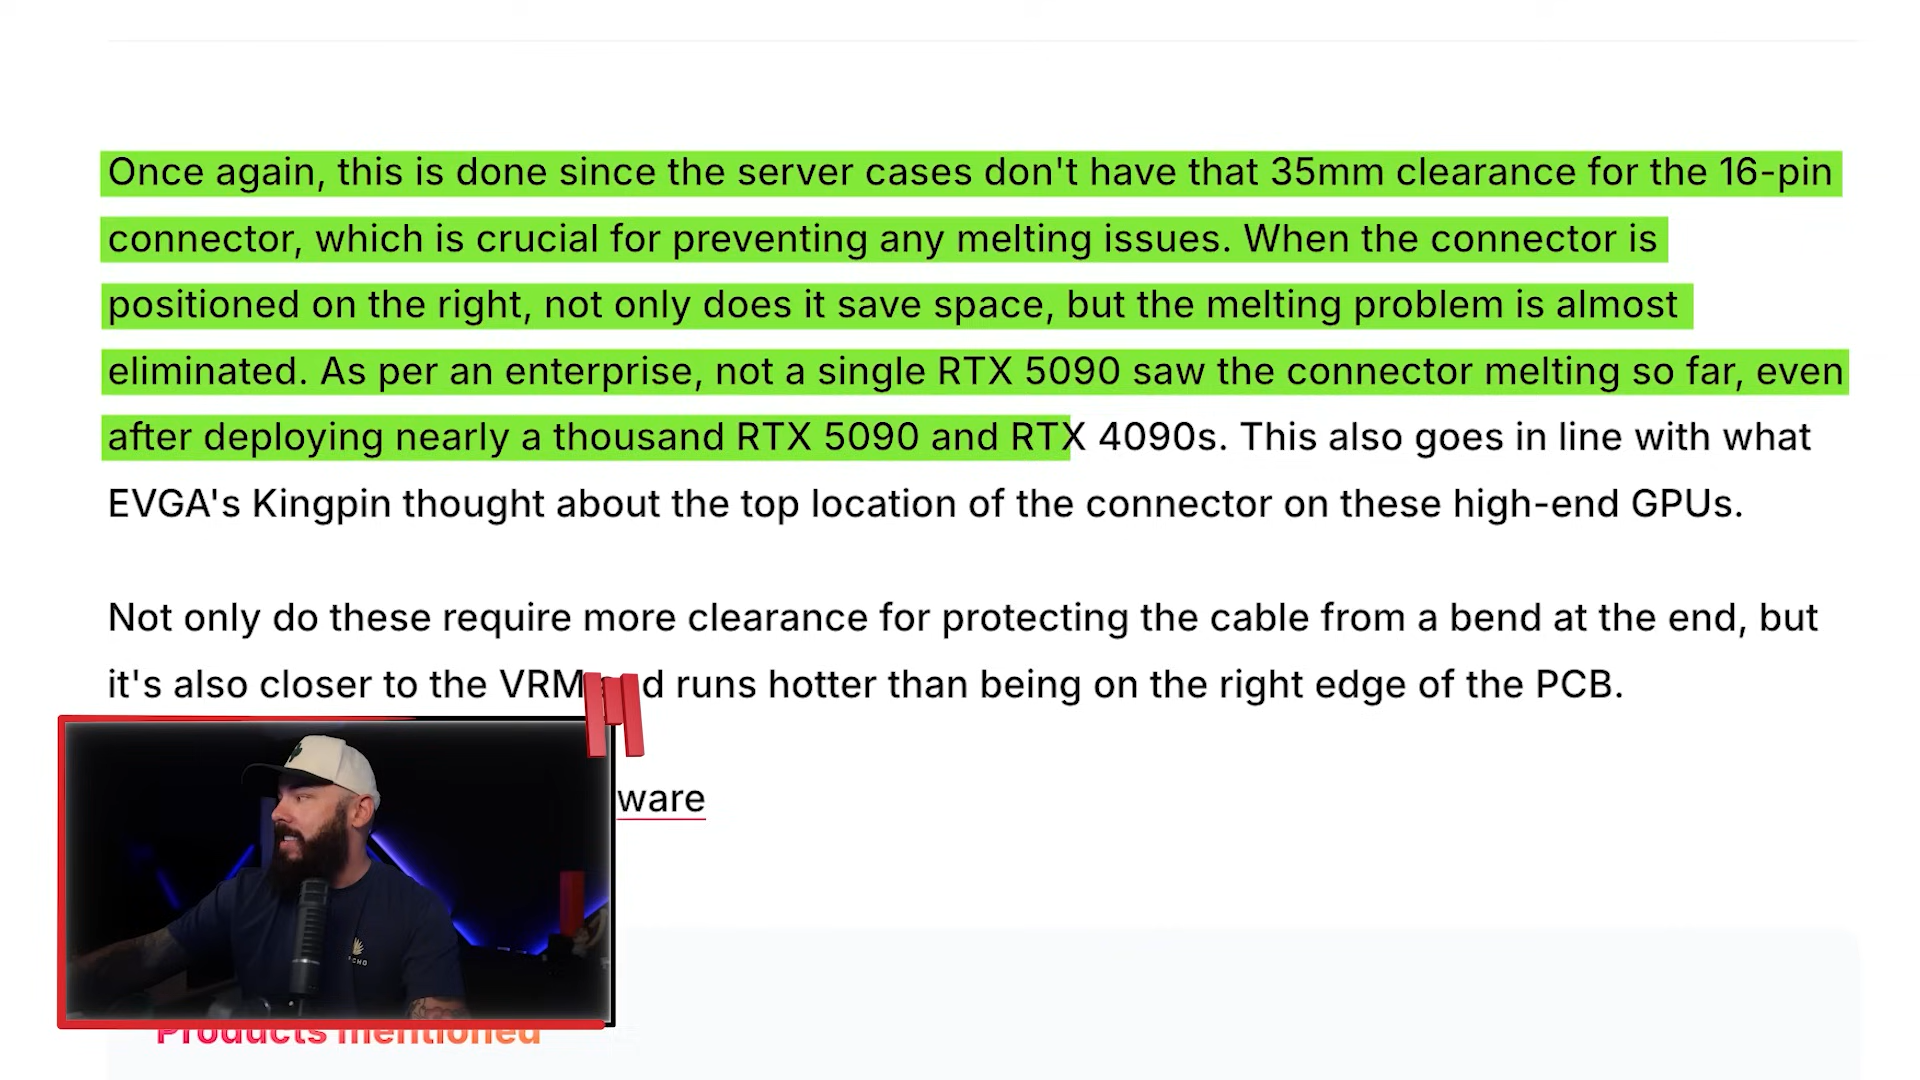 Once again, this is done since the server cases don't have that 35mm clearance for the 16-pin
connector, which is crucial for preventing any melting issues. When the connector is
positioned on the right, not only does it save space, but the melting problem is almost
eliminated. As per an enterprise, not a single RTX 5090 saw the connector melting so far, even
after deploying nearly a thousand RTX 5090 and RTX 4090s. This also goes in line with what
EVGA's Kingpin thought about the top location of the connector on these high-end GPUs.
Not only do these require more clearance for protecting the cable from a bend at the end, but
it's also closer to the VRM and runs hotter than being on the right edge of the PCB.
ware
Products mentioned